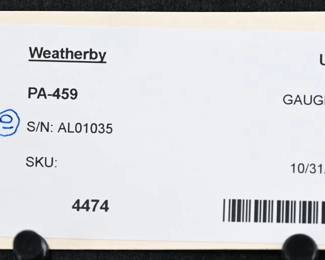 Weatherby
U
PA-459
GAUG
S/N: AL01035
SKU:
10/31
4474